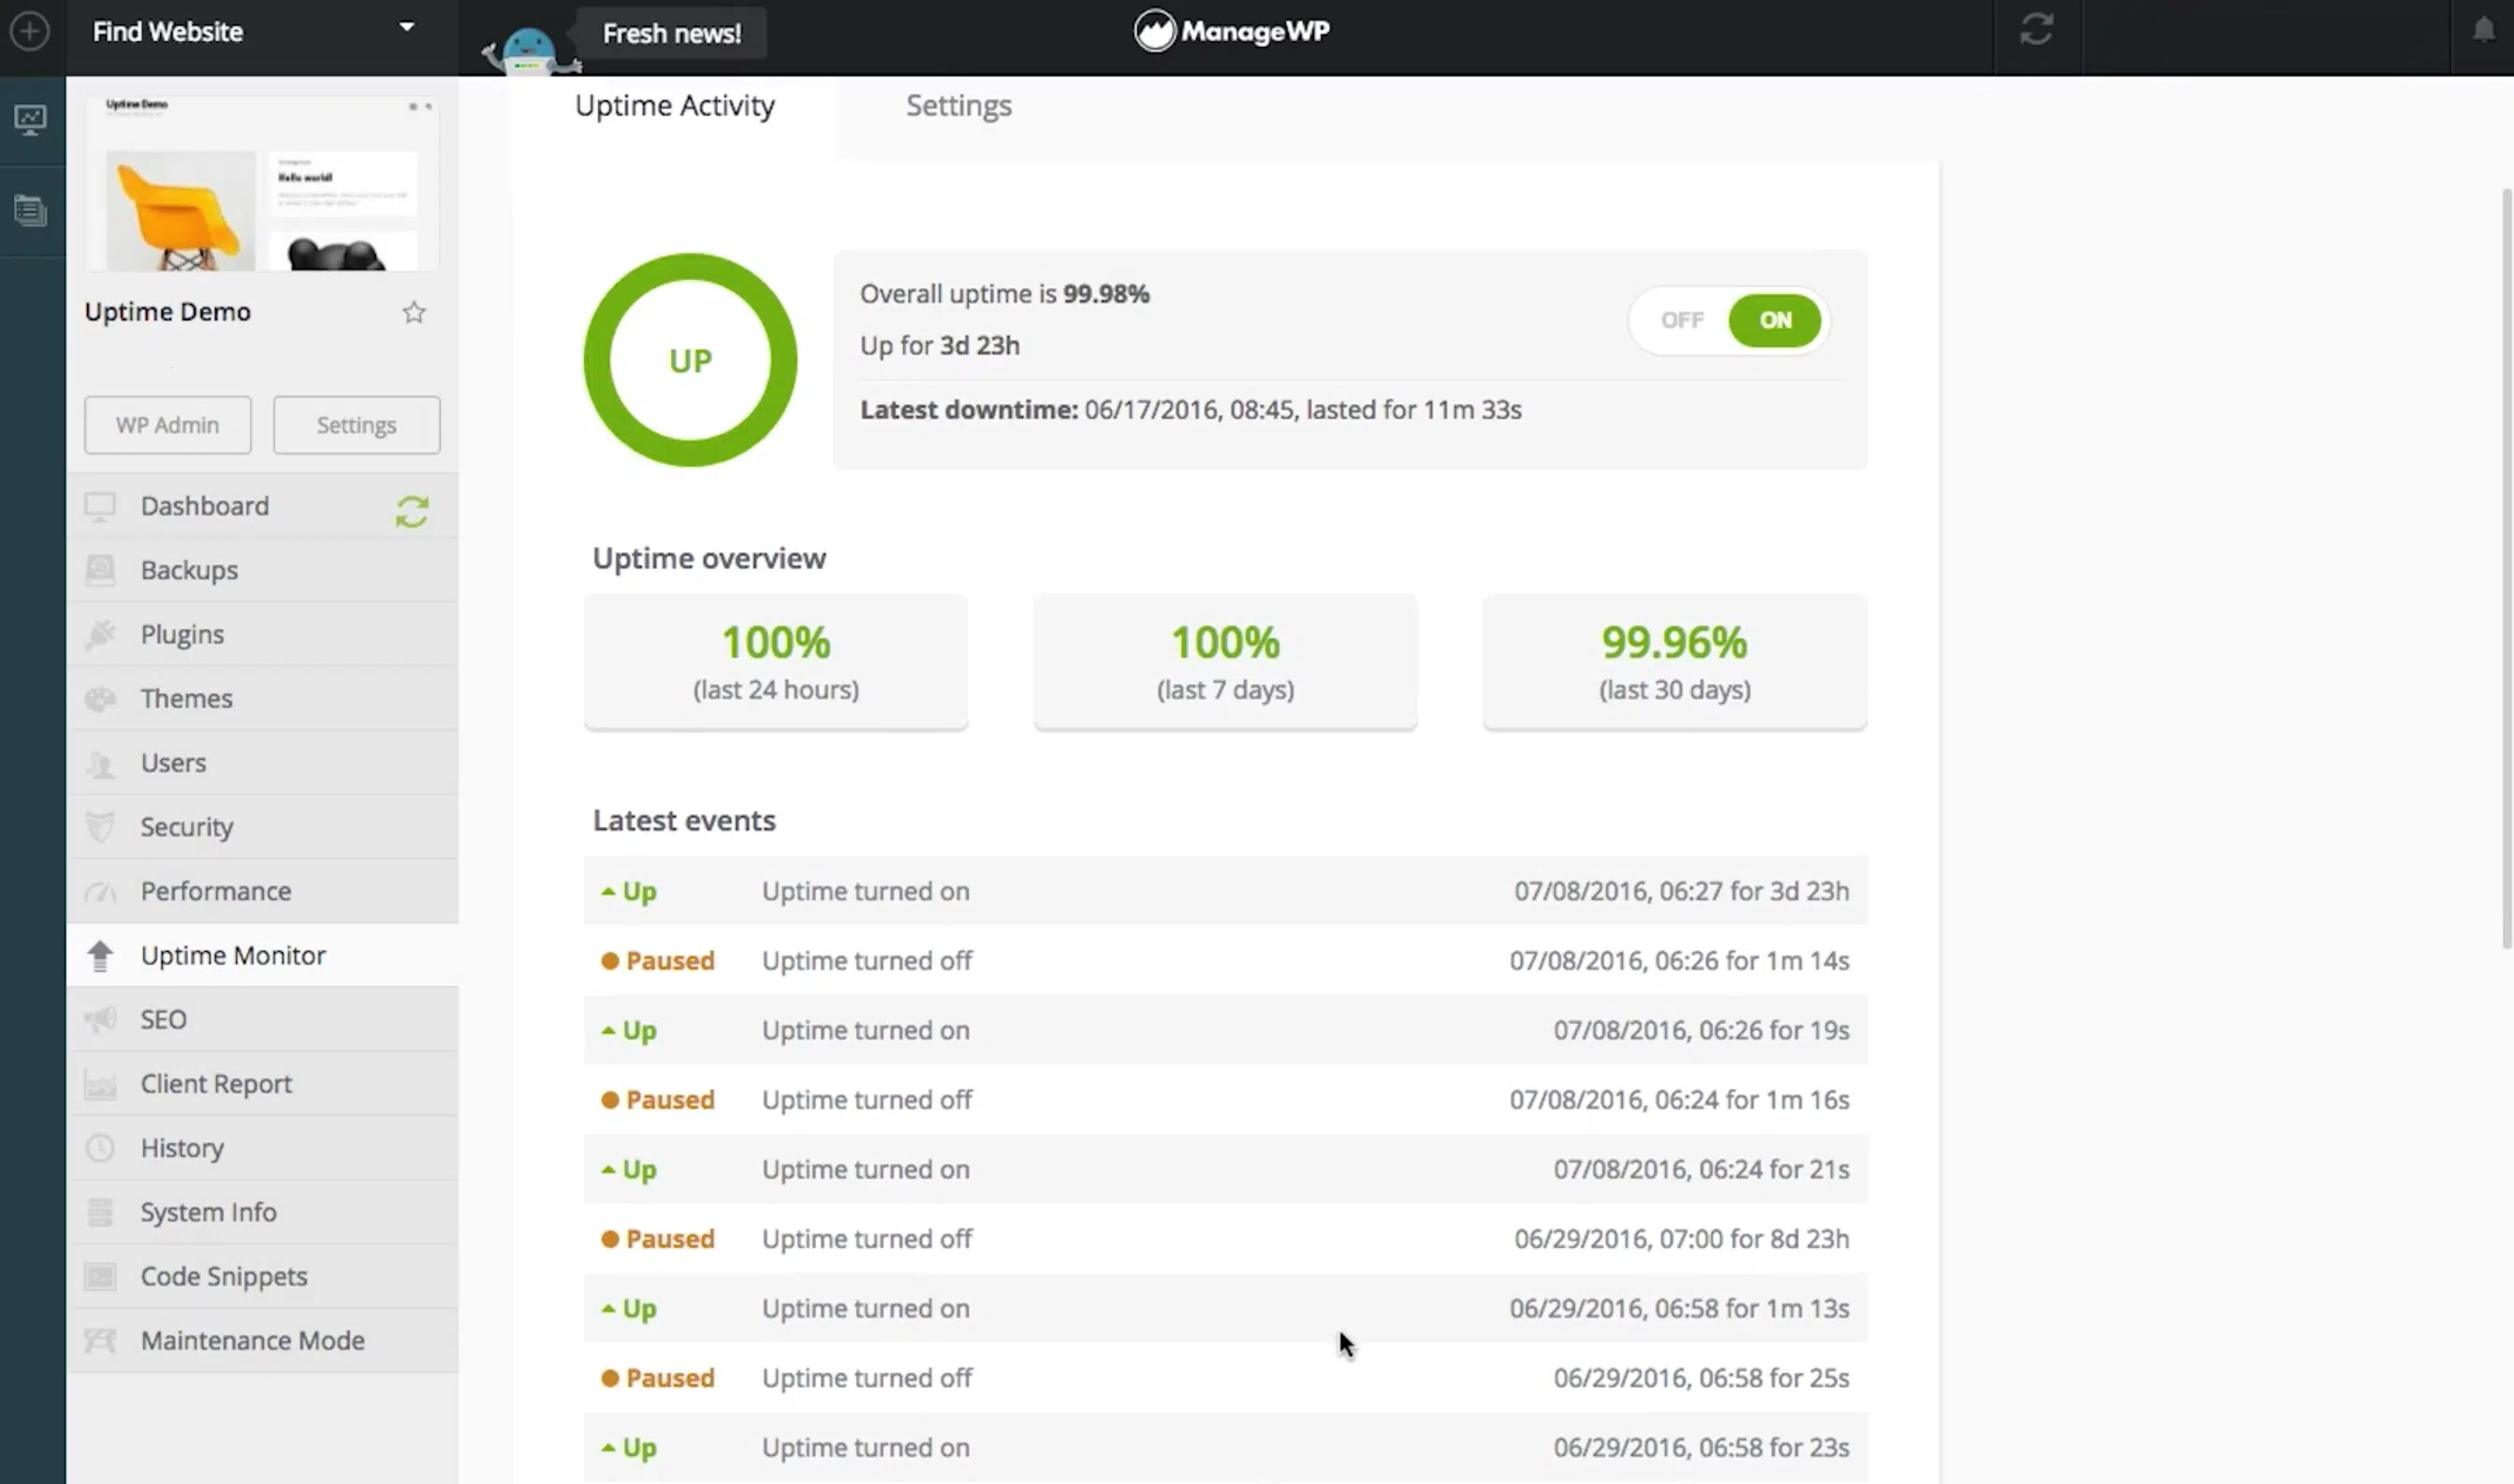 Find Website
Fresh news!
ManageWP
Uptime Demo
Hello world!
Uptime Demo
WP Admin
Settings
Dashboard
Backups
Plugins
Themes
Users
Security
Performance
Uptime Monitor
SEO
Client Report
History
System Info
Code Snippets
Maintenance Mode
Uptime Activity
Settings
UP
Overall uptime is 99.98%
Up for 3d 23h
OFF ON
Latest downtime: 06/17/2016, 08:45, lasted for 11m 33s
Uptime overview
100%
(last 24 hours)
100%
(last 7 days)
99.96%
(last 30 days)
Latest events
Up Uptime turned on 07/08/2016, 06:27 for 3d 23h
Paused Uptime turned off 07/08/2016, 06:26 for 1m 14s
Up Uptime turned on 07/08/2016, 06:26 for 19s
Paused Uptime turned off 07/08/2016, 06:24 for 1m 16s
Up Uptime turned on 07/08/2016, 06:24 for 21s
Paused Uptime turned off 06/29/2016, 07:00 for 8d 23h
Up Uptime turned on 06/29/2016, 06:58 for 1m 13s
Paused Uptime turned off 06/29/2016, 06:58 for 25s
Up Uptime turned on 06/29/2016, 06:58 for 23s